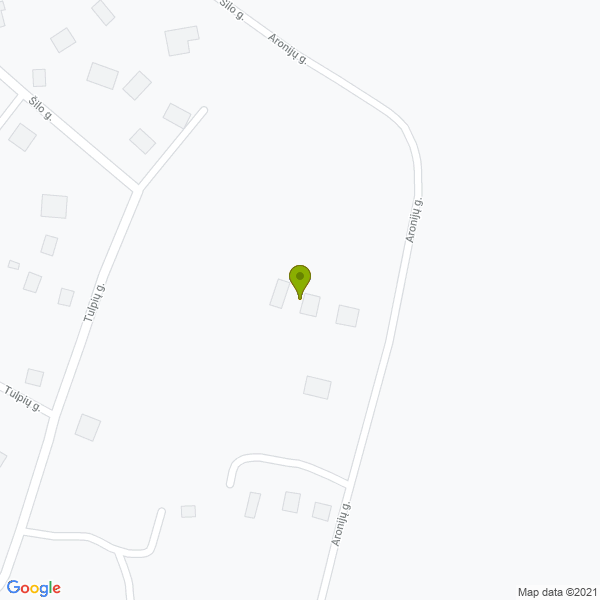 Šilo g.
Aronijų g.
Šilo g.
Aronijų g.
Tulpių g.
Tulpių g.
Aronijų g.
Google
Map data ©2021